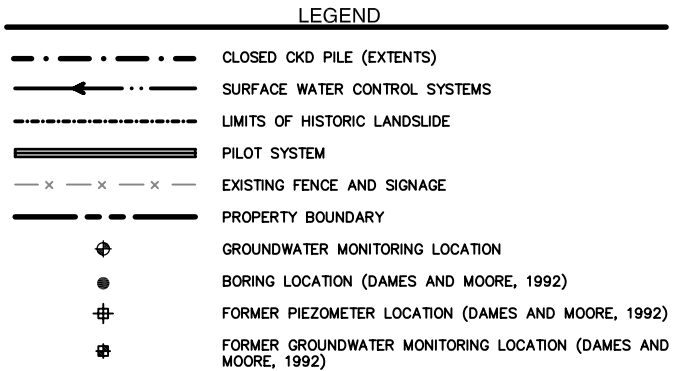 LEGEND
CLOSED CKD PILE (EXTENTS)
SURFACE WATER CONTROL SYSTEMS
LIMITS OF HISTORIC LANDSLIDE
PILOT SYSTEM
EXISTING FENCE AND SIGNAGE
PROPERTY BOUNDARY
GROUNDWATER MONITORING LOCATION
BORING LOCATION (DAMES AND MOORE, 1992)
FORMER PIEZOMETER LOCATION (DAMES AND MOORE, 1992)
FORMER GROUNDWATER MONITORING LOCATION (DAMES AND
MOORE, 1992)